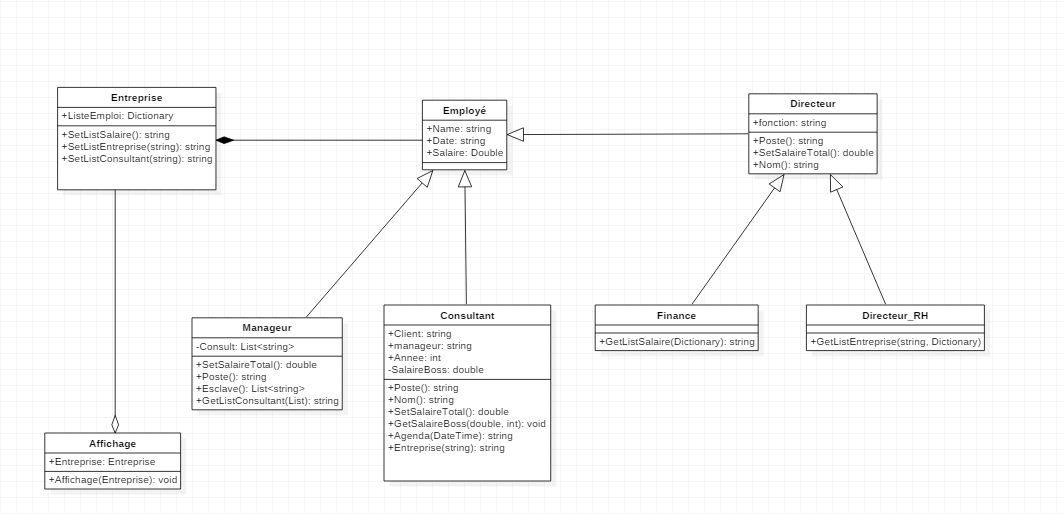 Entreprise
+ListeEmploi: Dictionary
+SetListSalaire(): string
+SetListEntreprise(string): string
+SetListConsultant(string): string
Employé
+Name: string
+Date: string
+Salaire: Double
Directeur
+fonction: string
+Poste(): string
+SetSalaireTotal(): double
+Nom(): string
Manageur
-Consult: List<string>
+SetSalaireTotal(): double
+Poste(): string
+Esclave(): List<string>
+GetListConsultant(List): string
Consultant
+Client: string
+manageur: string
+Annee: int
-SalaireBoss: double
+Poste(): string
+Nom(): string
+SetSalaireTotal(): double
+GetSalaireBoss(double, int): void
+Agenda(DateTime): string
+Entreprise(string): string
Finance
+GetListSalaire(Dictionary): string
Directeur_RH
+GetListEntreprise(string, Dictionary)
Affichage
+Entreprise: Entreprise
+Affichage(Entreprise): void